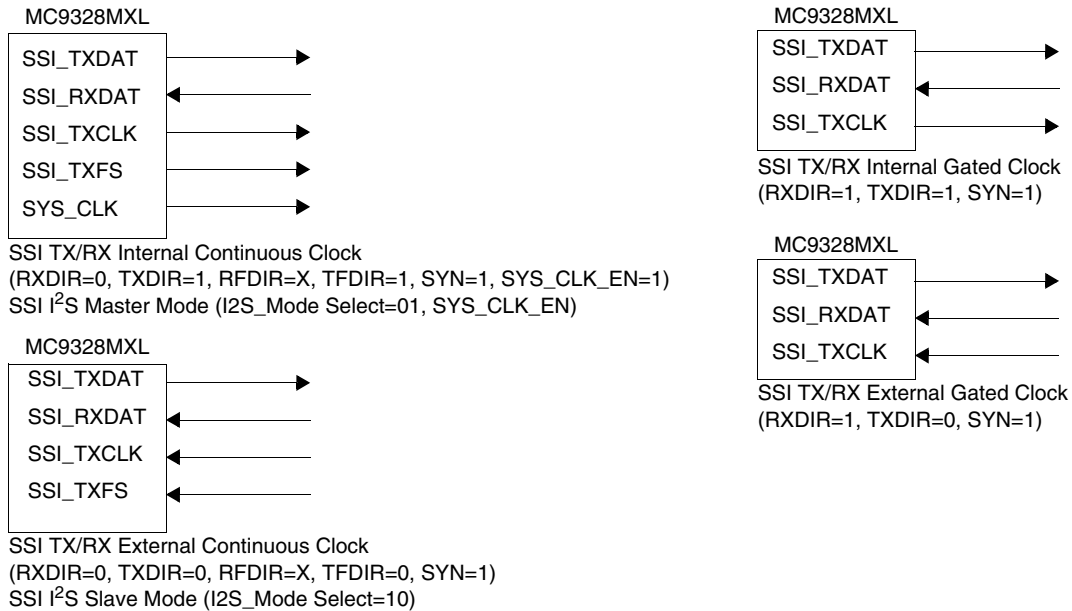 MC9328MXL
SSI_TXDAT
SSI_RXDAT
SSI_TXCLK
SSI_TXFS
SYS_CLK
SSI TX/RX Internal Continuous Clock
(RXDIR=0, TXDIR=1, RFDIR=X, TFDIR=1, SYN=1, SYS_CLK_EN=1)
SSI I²S Master Mode (I2S_Mode Select=01, SYS_CLK_EN)
MC9328MXL
SSI_TXDAT
SSI_RXDAT
SSI_TXCLK
SSI_TXFS
SSI TX/RX External Continuous Clock
(RXDIR=0, TXDIR=0, RFDIR=X, TFDIR=0, SYN=1)
SSI I²S Slave Mode (I2S_Mode Select=10)
MC9328MXL
SSI_TXDAT
SSI_RXDAT
SSI_TXCLK
SSI TX/RX Internal Gated Clock
(RXDIR=1, TXDIR=1, SYN=1)
MC9328MXL
SSI_TXDAT
SSI_RXDAT
SSI_TXCLK
SSI TX/RX External Gated Clock
(RXDIR=1, TXDIR=0, SYN=1)